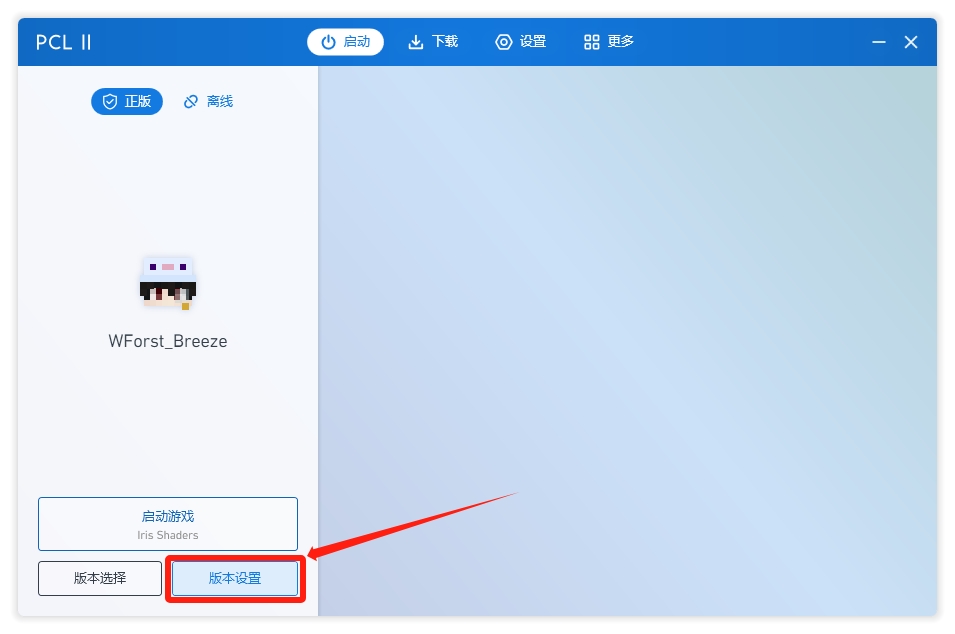 PCL II
启动
下载
设置
更多
正版
离线
WForst_Breeze
启动游戏
Iris Shaders
版本选择
版本设置